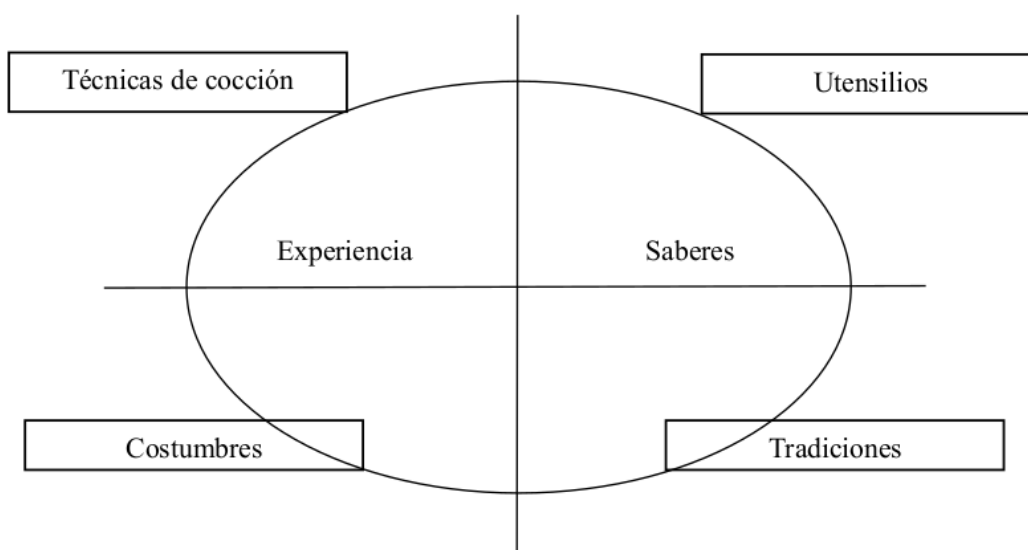 Técnicas de cocción
Utensilios
Experiencia
Saberes
Costumbres
Tradiciones